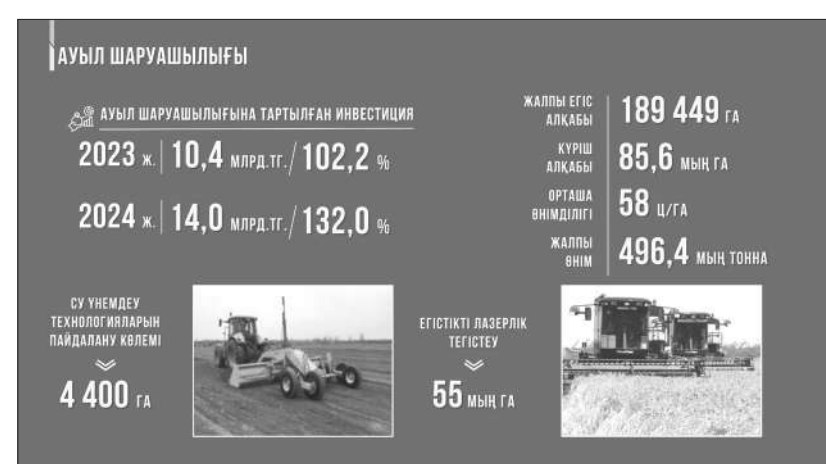 АУЫЛ ШАРУАШЫЛЫҒЫ
АУЫЛ ШАРУАШЫЛЫҒЫНА ТАРТЫЛҒАН ИНВЕСТИЦИЯ
2023 ж. 10,4 МЛРД.ТГ./102,2 %
2024 ж. 14,0 МЛРД.ТГ./132,0 %
ЖАЛПЫ ЕГІС
АЛҚАБЫ
189 449 ГА
КҮРІШ
АЛҚАБЫ
85,6 МЫҢ ГА
ОРТАША
ӨНІМДІЛІГІ
58 Ц/ГА
ЖАЛПЫ
ӨНІМ
496,4 МЫҢ ТОННА
СУ ҮНЕМДЕУ
ТЕХНОЛОГИЯЛАРЫН
ПАЙДАЛАНУ КӨЛЕМІ
4 400 ГА
ЕГІСТІКТІ ЛАЗЕРЛІК
ТЕГІСТЕУ
55 МЫҢ ГА